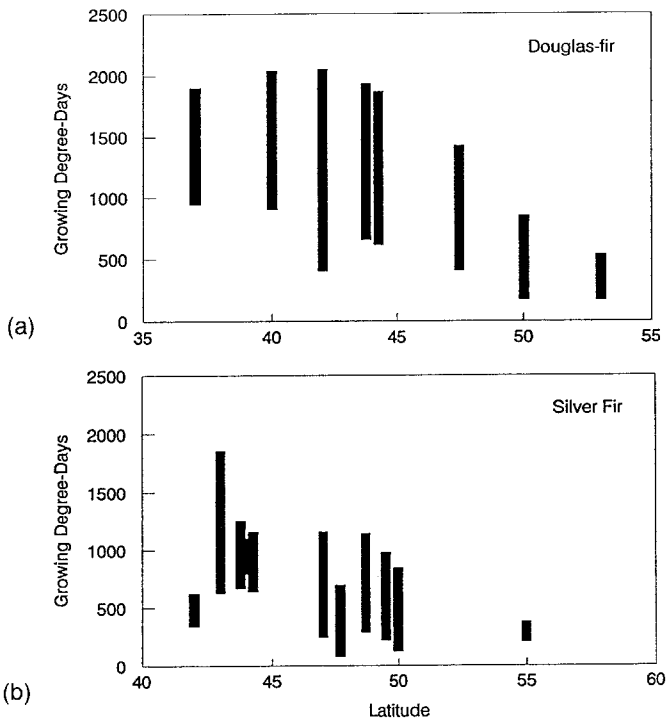 2500
Douglas-fir
2000
1500
1000
500
0
Growing Degree-Days
(a)
35 40 45 50 55
2500
Silver Fir
2000
1500
1000
500
0
Growing Degree-Days
(b)
40 45 50 55 60
Latitude